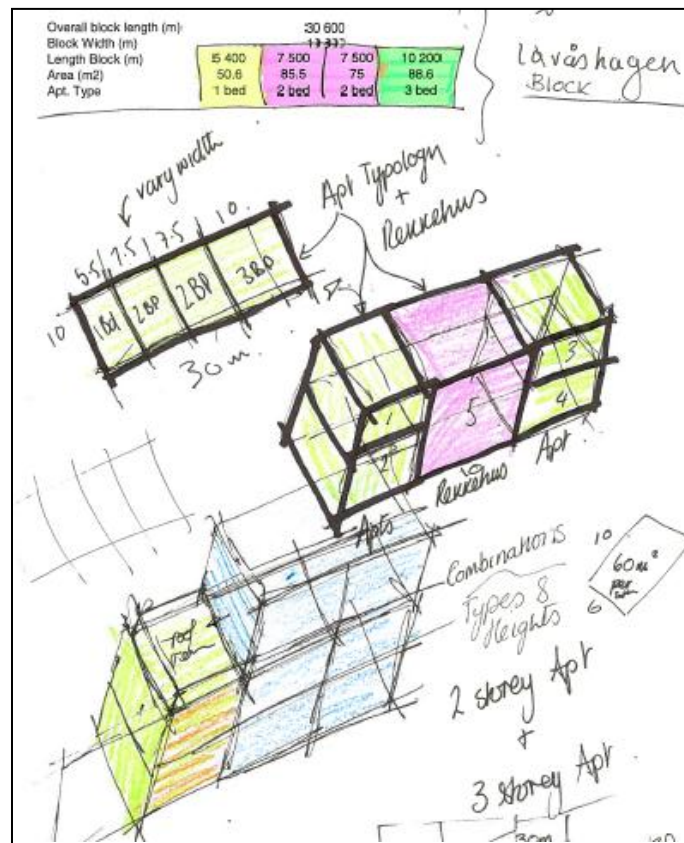 Overall block length (m) 30 600
Block Width (m)
Length Block (m) 5 400 7 500 7 500 10 200
Area (m2) 50.6 85.5 75 88.6
Apt. Type 1 bed 2 bed 2 bed 3 bed
BLOCK
vary width
Apt Typology
+
Rekkehus
5.5 7.5 7.5 10.
10 1Bd 2BD 2BD 3BD
30m.
1 3
2 5 4
Apts Rekkehus Apt
Combinations
Types &
Heights
10
60m²
per
6
roof
2 storey Apt
+
3 storey Apt
30m